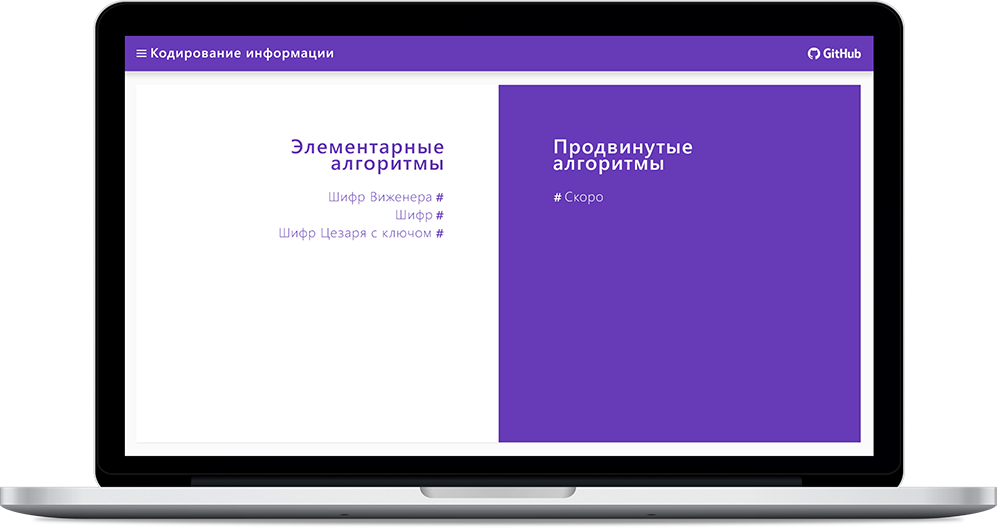 Кодирование информации
GitHub
Элементарные
алгоритмы
Шифр Виженера #
Шифр #
Шифр Цезаря с ключом #
Продвинутые
алгоритмы
# Скоро